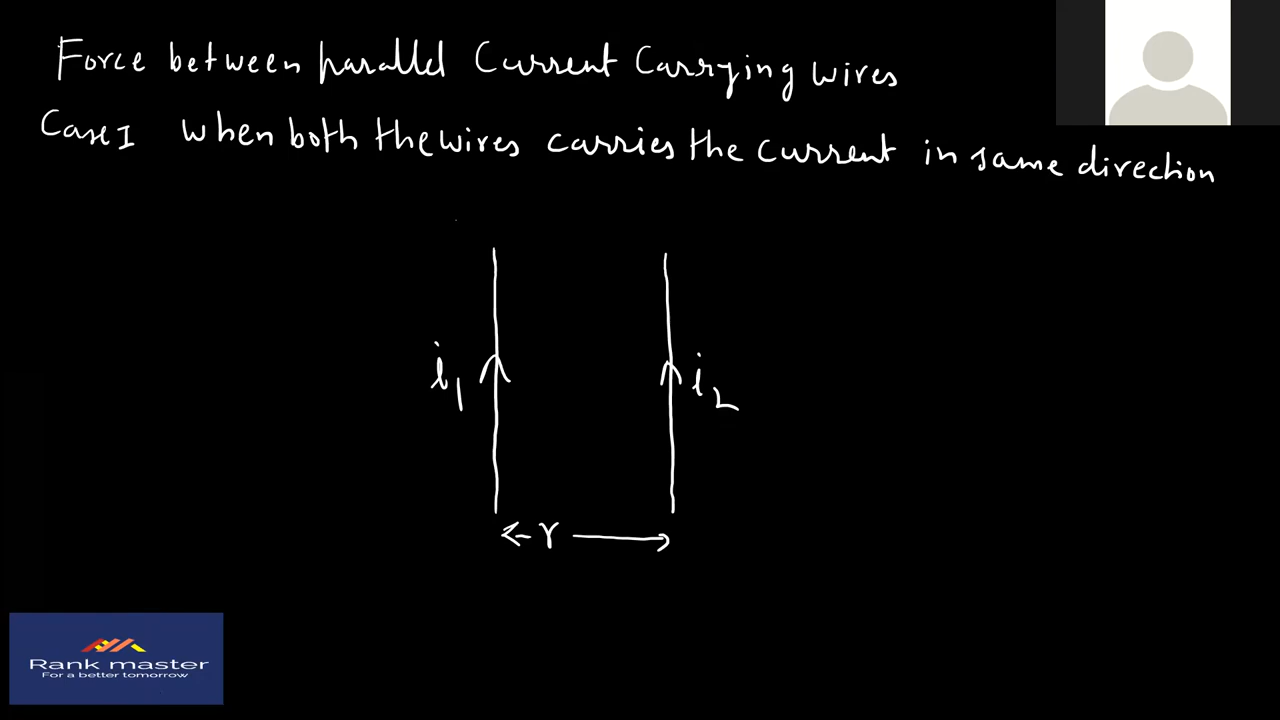 Force between parallel Current Carrying wires
Case I when both the wires carries the current in same direction
i1
i2
r
Rank master
For a better tomorrow